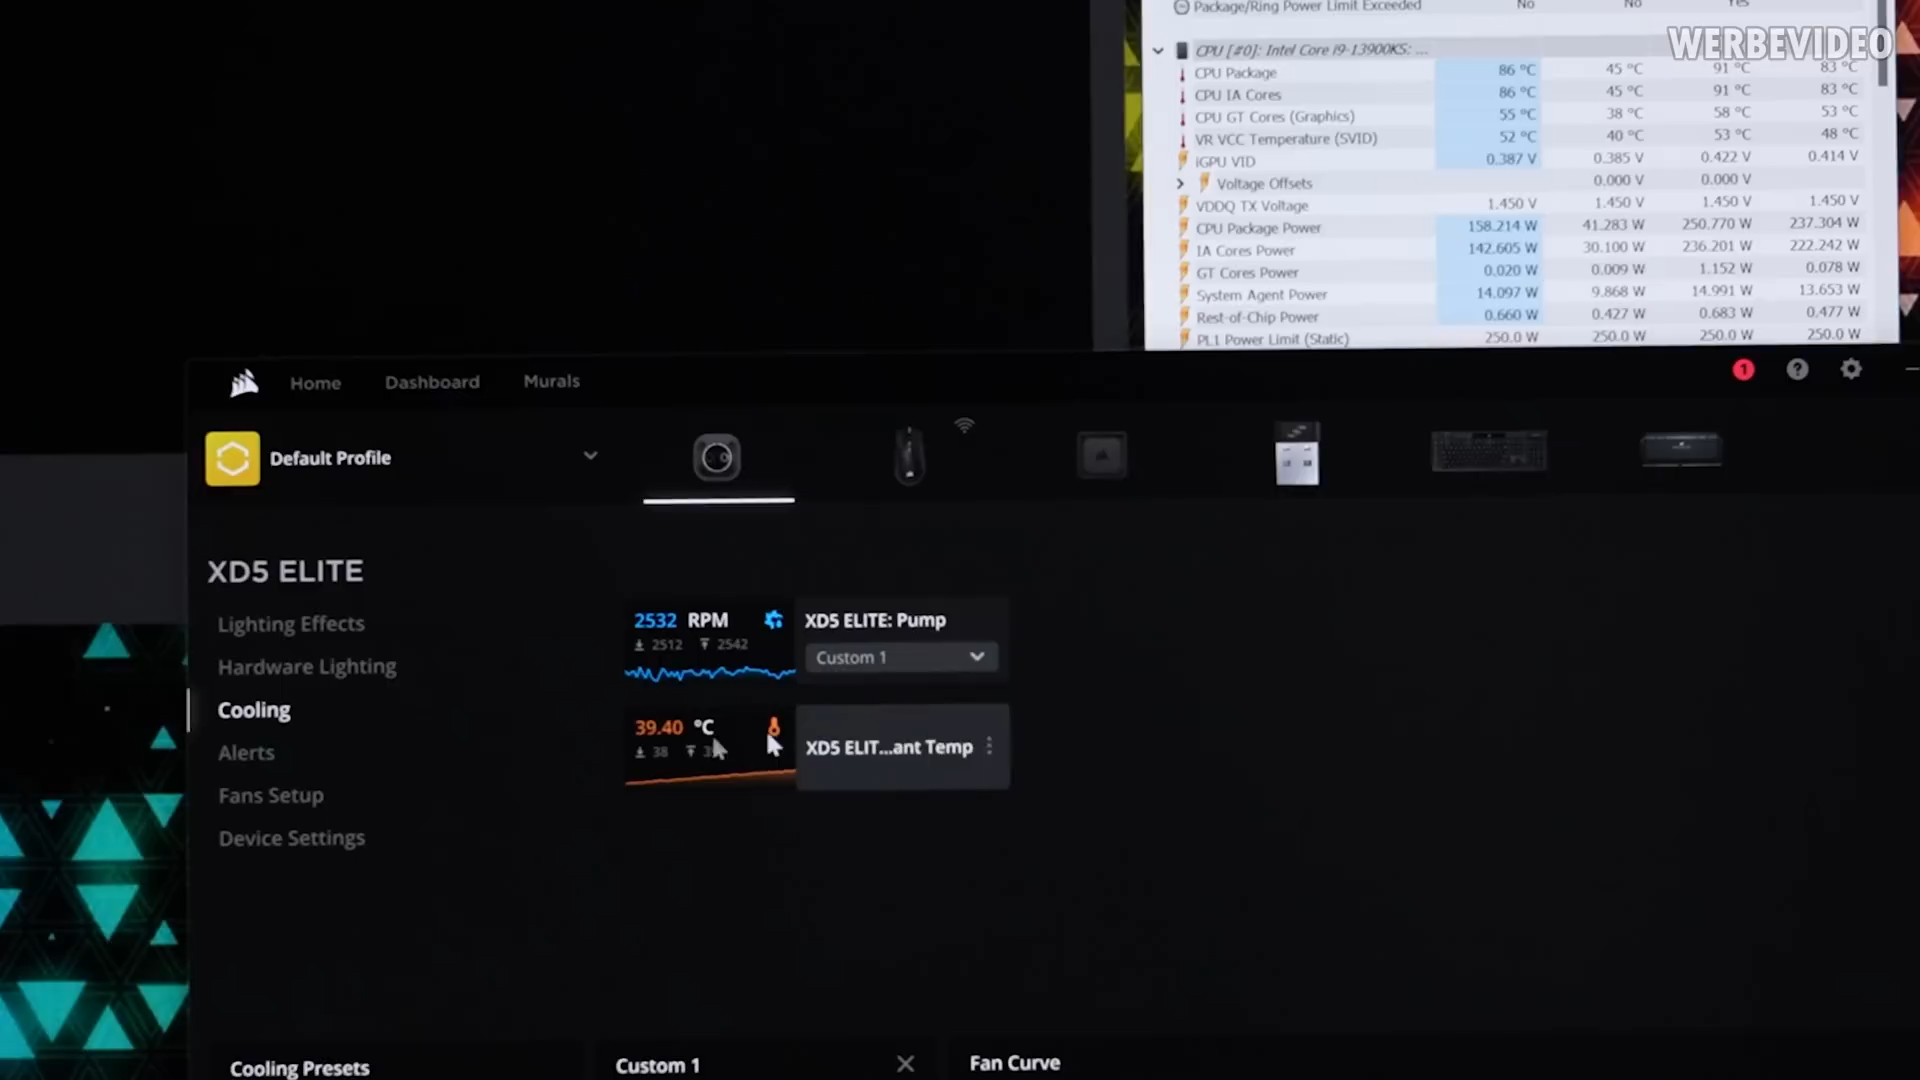 Package/Ring Power Limit Exceeded No No Yes
WERBEVIDEO
CPU [#0]: Intel Core i9-13900KS: ...
CPU Package 86 °C 45 °C 91 °C 83 °C
CPU IA Cores 86 °C 45 °C 91 °C 83 °C
CPU GT Cores (Graphics) 55 °C 38 °C 58 °C 53 °C
VR VCC Temperature (SVID) 52 °C 40 °C 53 °C 48 °C
iGPU VID 0.387 V 0.385 V 0.422 V 0.414 V
Voltage Offsets 0.000 V 0.000 V
VDDQ TX Voltage 1.450 V 1.450 V 1.450 V 1.450 V
CPU Package Power 158.214 W 41.283 W 250.770 W 237.304 W
IA Cores Power 142.605 W 30.100 W 236.201 W 222.242 W
GT Cores Power 0.020 W 0.009 W 1.152 W 0.078 W
System Agent Power 14.097 W 9.868 W 14.991 W 13.653 W
Rest-of-Chip Power 0.660 W 0.427 W 0.683 W 0.477 W
PL1 Power Limit (Static) 250.0 W 250.0 W 250.0 W 250.0 W
Home Dashboard Murals 1 ?
Default Profile
XD5 ELITE
Lighting Effects
Hardware Lighting
Cooling
Alerts
Fans Setup
Device Settings
2532 RPM
2512 2542
XD5 ELITE: Pump
Custom 1
39.40 °C
38
XD5 ELIT...ant Temp
Cooling Presets
Custom 1
Fan Curve